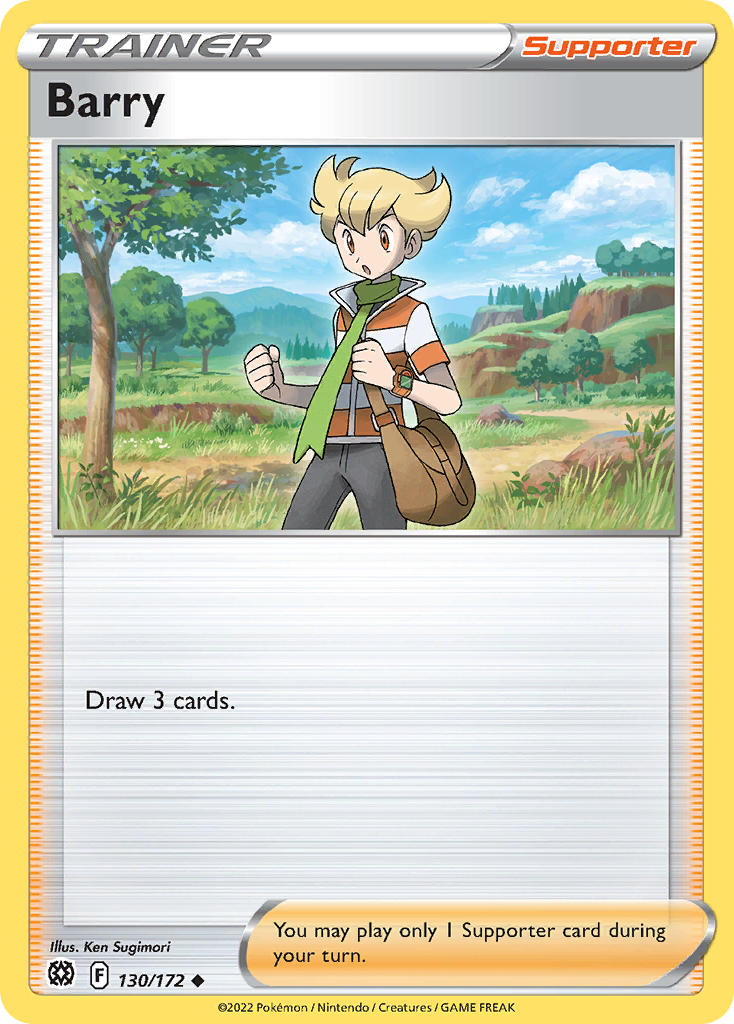 TRAINER
Supporter
Barry
Draw 3 cards.
You may play only 1 Supporter card during
your turn.
Illus. Ken Sugimori
F 130/172 ◆
©2022 Pokémon / Nintendo / Creatures / GAME FREAK